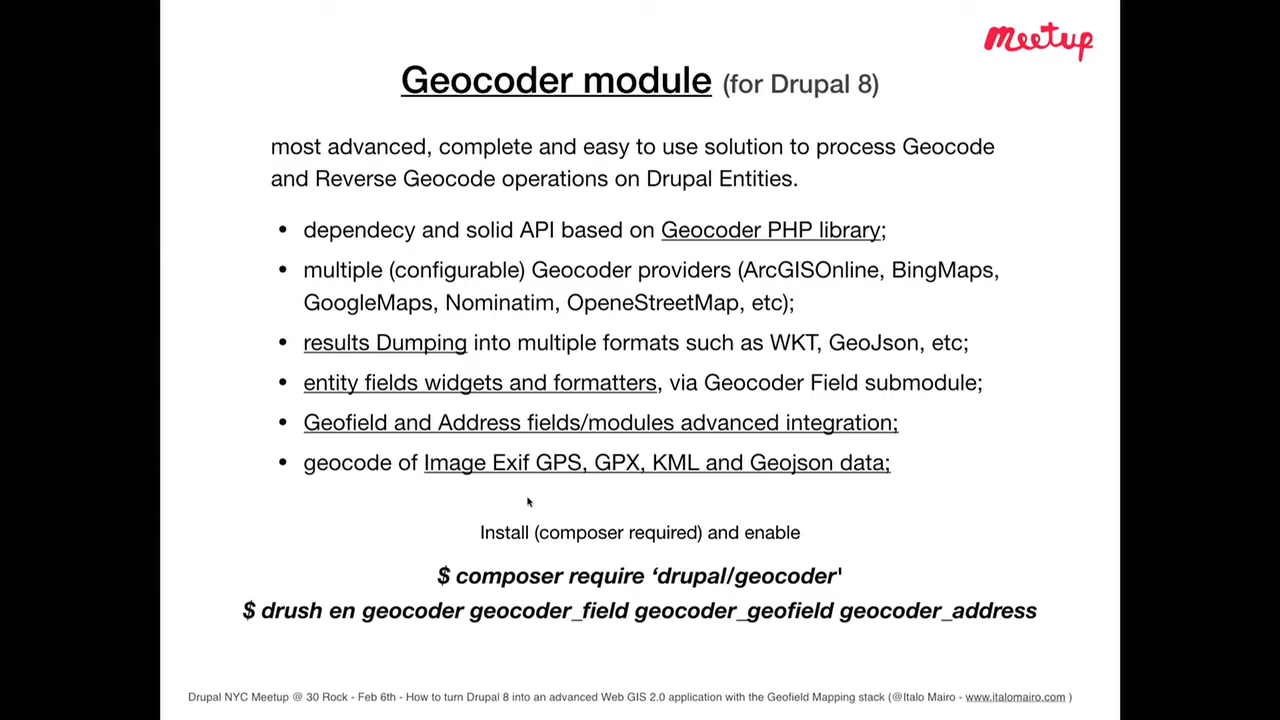 meetup
Geocoder module (for Drupal 8)
most advanced, complete and easy to use solution to process Geocode
and Reverse Geocode operations on Drupal Entities.
• dependecy and solid API based on Geocoder PHP library;
• multiple (configurable) Geocoder providers (ArcGISOnline, BingMaps,
GoogleMaps, Nominatim, OpeneStreetMap, etc);
• results Dumping into multiple formats such as WKT, GeoJson, etc;
• entity fields widgets and formatters, via Geocoder Field submodule;
• Geofield and Address fields/modules advanced integration;
• geocode of Image Exif GPS, GPX, KML and Geojson data;
Install (composer required) and enable
$ composer require ‘drupal/geocoder'
$ drush en geocoder geocoder_field geocoder_geofield geocoder_address
Drupal NYC Meetup @ 30 Rock - Feb 6th - How to turn Drupal 8 into an advanced Web GIS 2.0 application with the Geofield Mapping stack (@Italo Mairo - www.italomairo.com )